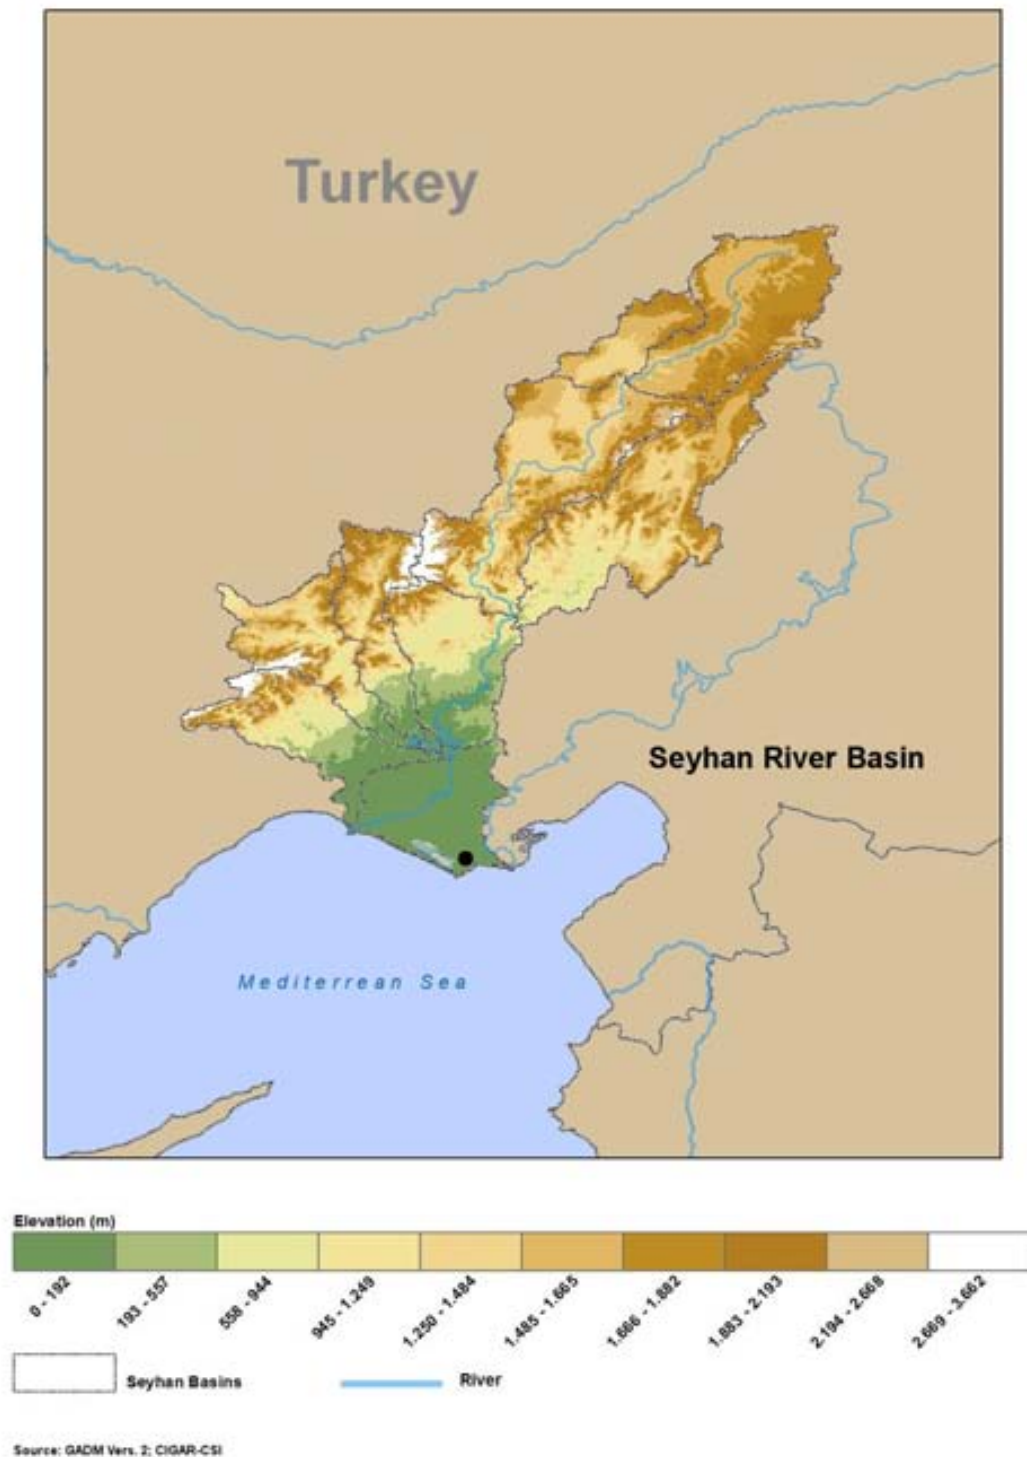 Turkey
Seyhan River Basin
Mediterrean Sea
Elevation (m)
0 - 192
193 - 557
558 - 944
945 - 1.249
1.250 - 1.484
1.485 - 1.665
1.666 - 1.882
1.883 - 2.193
2.194 - 2.668
2.669 - 3.662
Seyhan Basins
River
Source: GADM Vers. 2; CIGAR-CSI